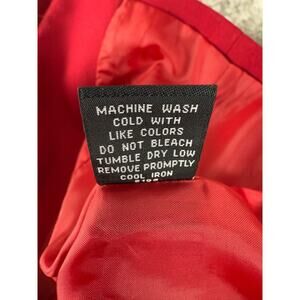 MACHINE WASH
COLD WITH
LIKE COLORS
DO NOT BLEACH
TUMBLE DRY LOW
REMOVE PROMPTLY
COOL IRON